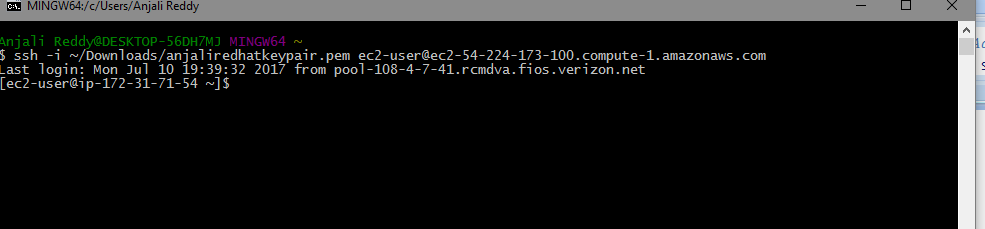 MINGW64:/c/Users/Anjali Reddy
Anjali Reddy@DESKTOP-56DH7MJ MINGW64 ~
$ ssh -i ~/Downloads/anjaliredhatkeypair.pem ec2-user@ec2-54-224-173-100.compute-1.amazonaws.com
Last login: Mon Jul 10 19:39:32 2017 from pool-108-4-7-41.rcmdva.fios.verizon.net
[ec2-user@ip-172-31-71-54 ~]$